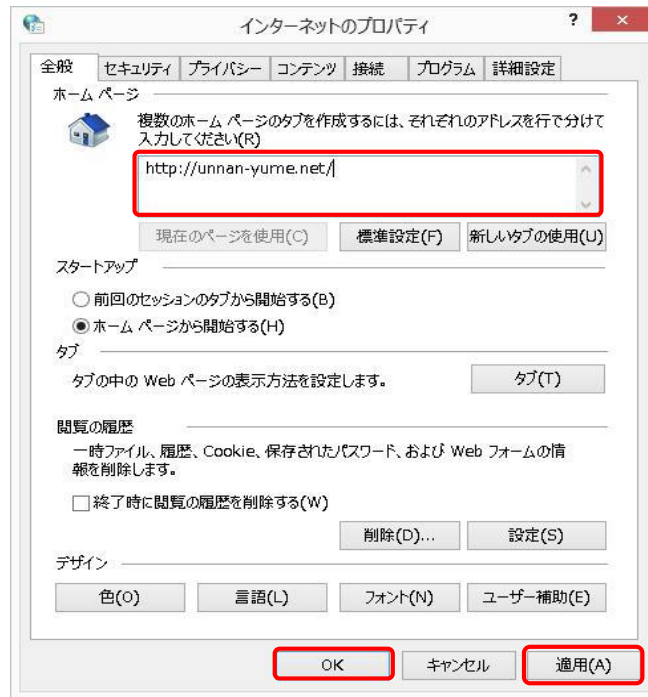 インターネットのプロパティ ? ×
全般 セキュリティ プライバシー コンテンツ 接続 プログラム 詳細設定
ホーム ページ
複数のホーム ページのタブを作成するには、それぞれのアドレスを行で分けて
入力してください(R)
http://unnan-yume.net/
現在のページを使用(C) 標準設定(F) 新しいタブの使用(U)
スタートアップ
前回のセッションのタブから開始する(B)
ホーム ページから開始する(H)
タブ
タブの中の Web ページの表示方法を設定します。 タブ(T)
閲覧の履歴
一時ファイル、履歴、Cookie、保存されたパスワード、および Web フォームの情
報を削除します。
終了時に閲覧の履歴を削除する(W)
削除(D)... 設定(S)
デザイン
色(O) 言語(L) フォント(N) ユーザー補助(E)
OK キャンセル 適用(A)